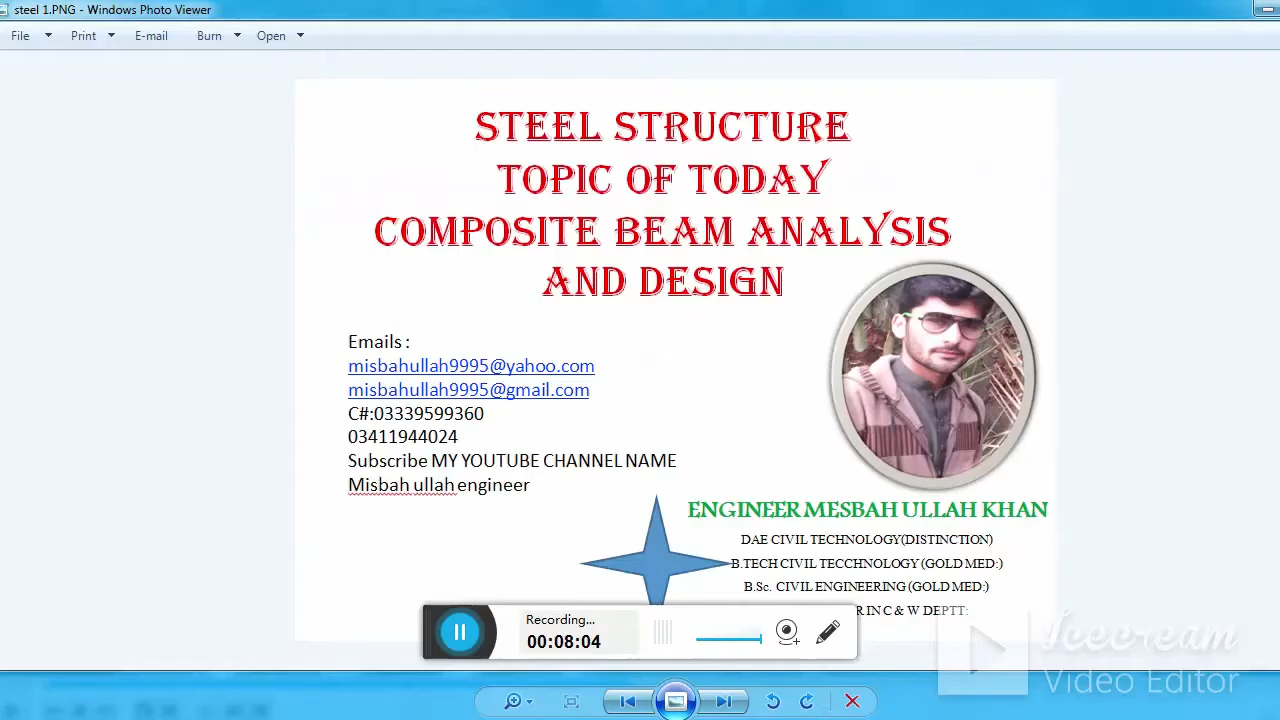 steel 1.PNG - Windows Photo Viewer
File Print E-mail Burn Open
STEEL STRUCTURE
TOPIC OF TODAY
COMPOSITE BEAM ANALYSIS
AND DESIGN
Emails :
misbahullah9995@yahoo.com
misbahullah9995@gmail.com
C#:03339599360
03411944024
Subscribe MY YOUTUBE CHANNEL NAME
Misbah ullah engineer
ENGINEER MESBAH ULLAH KHAN
DAE CIVIL TECHNOLOGY(DISTINCTION)
B.TECH CIVIL TECCHNOLOGY (GOLD MED:)
B.Sc. CIVIL ENGINEERING (GOLD MED:)
R IN C & W DEPTT:
Recording...
00:08:04
Icecream
Video Editor